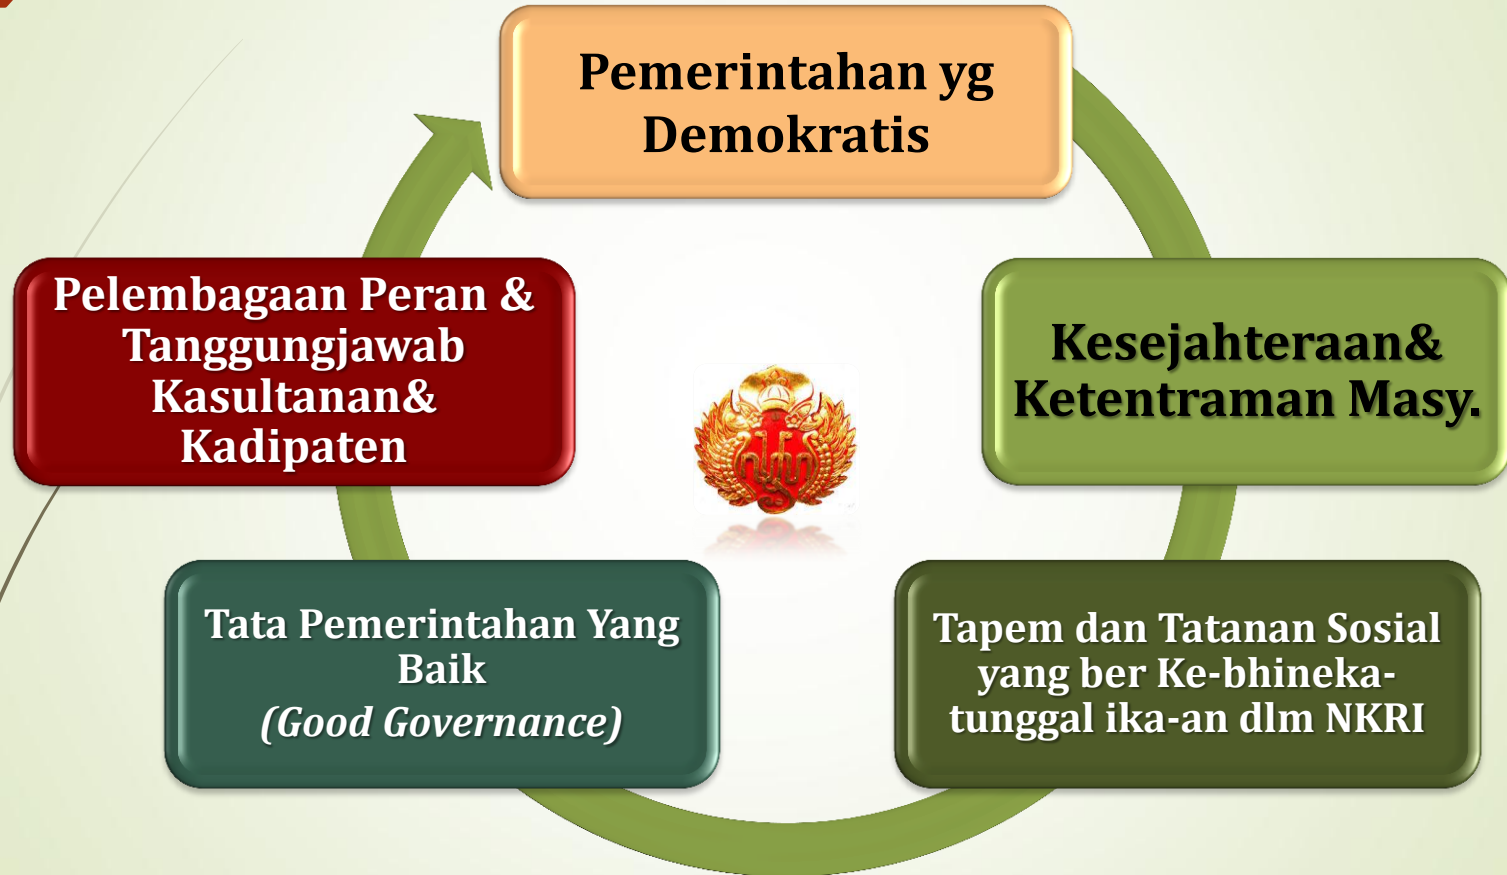 Pemerintahan yg
Demokratis
Kesejahteraan&
Ketentraman Masy.
Tapem dan Tatanan Sosial
yang ber Ke-bhineka-
tunggal ika-an dlm NKRI
Tata Pemerintahan Yang
Baik
(Good Governance)
Pelembagaan Peran &
Tanggungjawab
Kasultanan&
Kadipaten